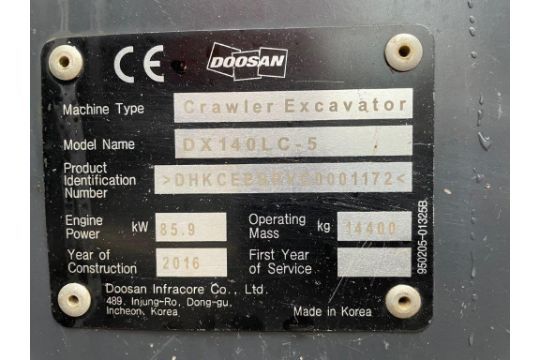 CE DOOSAN
Machine Type Crawler Excavator
Model Name DX140LC-5
Product
Identification
Number
Engine
Power kW 85.9 Operating
Mass kg 14400
Year of
Construction 2016 First Year
of Service
Doosan Infracore Co., Ltd.
489, Injung-Ro, Dong-gu,
Incheon, Korea
Made in Korea
950205-01326B